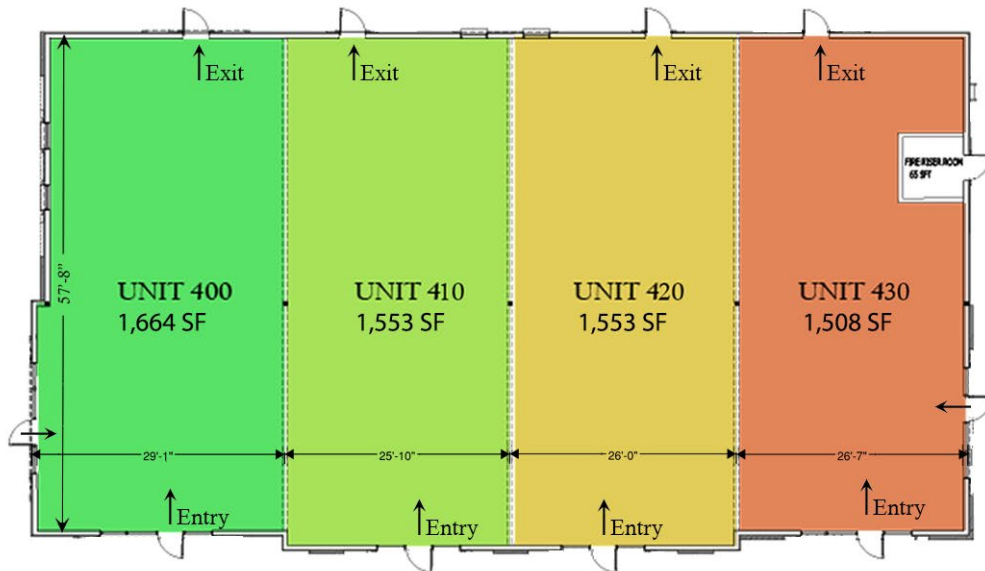 Exit
Exit
Exit
Exit
FIRE RISER ROOM
65 SFT
57'-8"
UNIT 400
1,664 SF
UNIT 410
1,553 SF
UNIT 420
1,553 SF
UNIT 430
1,508 SF
29'-1"
25'-10"
26'-0"
26'-7"
Entry
Entry
Entry
Entry